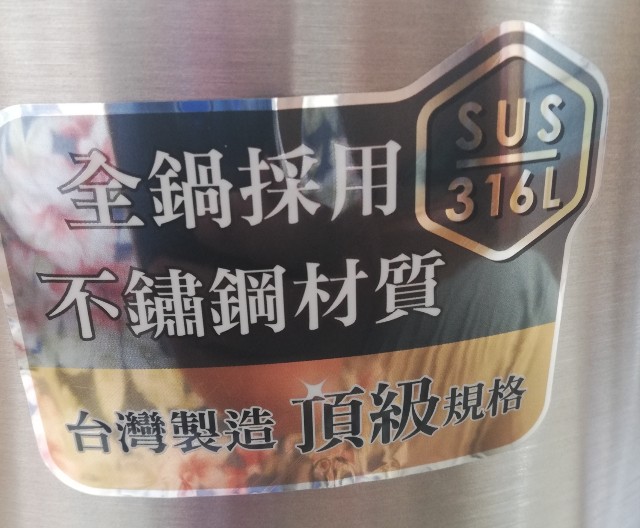 SUS
316L
全鍋採用
不鏽鋼材質
台灣製造 頂級規格